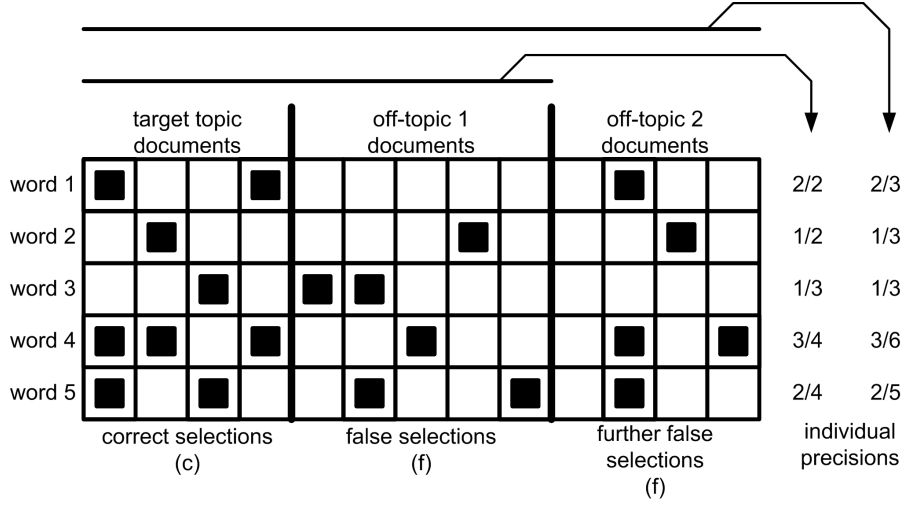 target topic
documents
off-topic 1
documents
off-topic 2
documents
word 1
2/2
2/3
word 2
1/2
1/3
word 3
1/3
1/3
word 4
3/4
3/6
word 5
2/4
2/5
correct selections
(c)
false selections
(f)
further false
selections
(f)
individual
precisions